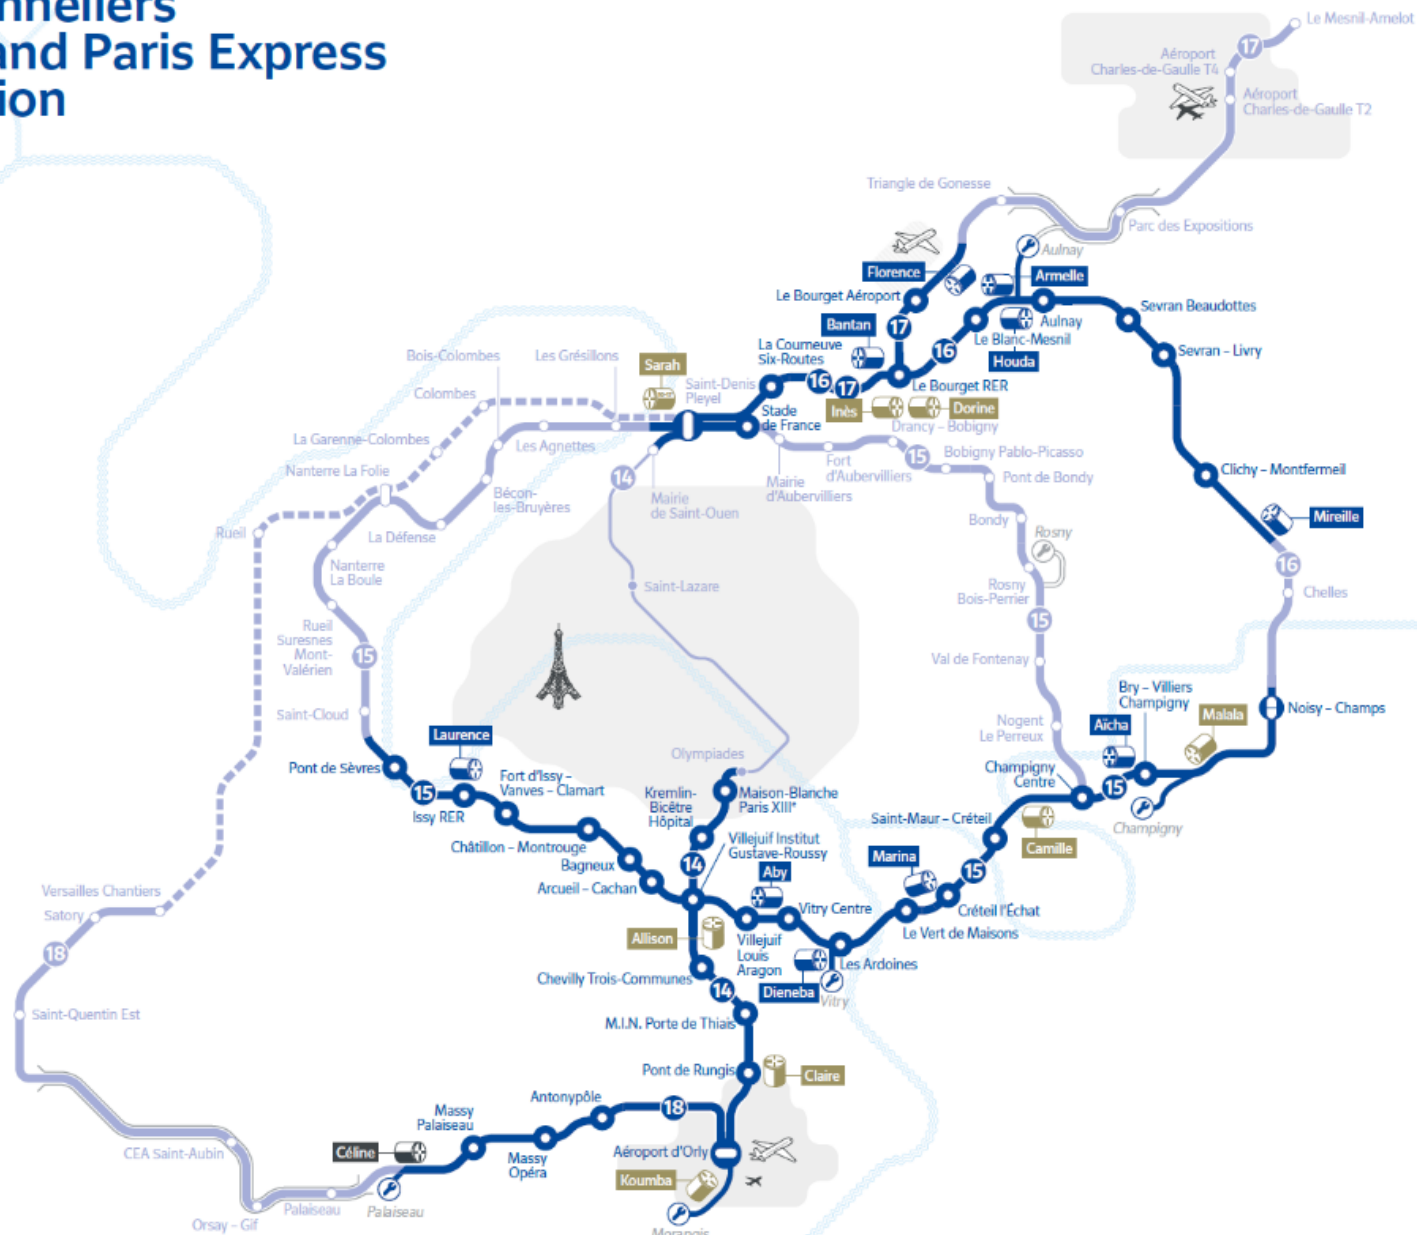 nneliers
and Paris Express
ion
Le Mesnil-Amelot
17
Aéroport
Charles-de-Gaulle T4
Aéroport
Charles-de-Gaulle T2
Triangle de Gonesse
Parc des Expositions
Aulnay
Florence
Armelle
Le Bourget Aéroport
Sevran Beaudottes
Bantan
17
Aulnay
Le Blanc-Mesnil
Houda
16
Sevran – Livry
La Courneuve
Six-Routes
16
17
Le Bourget RER
Inès
Dorine
Bois-Colombes
Les Grésillons
Sarah
Saint-Denis
Pleyel
Colombes
Stade
de France
Drancy – Bobigny
La Garenne-Colombes
Les Agnettes
Fort
d'Aubervilliers
15
Bobigny Pablo-Picasso
Nanterre La Folie
14
Mairie
d'Aubervilliers
Pont de Bondy
Clichy – Montfermeil
Bécon-
les-Bruyères
Mairie
de Saint-Ouen
Bondy
Mireille
Rueil
La Défense
Rosny
Nanterre
La Boule
Saint-Lazare
Rosny
Bois-Perrier
16
Chelles
Rueil
Suresnes
Mont-
Valérien
15
15
Val de Fontenay
Saint-Cloud
Nogent
Le Perreux
Bry – Villiers
Champigny
Aïcha
Malala
Noisy – Champs
Laurence
Olympiades
Pont de Sèvres
Fort d'Issy –
Vanves – Clamart
15
Issy RER
Kremlin-
Bicêtre
Hôpital
Maison-Blanche
Paris XIIIᵉ
Champigny
Centre
15
Champigny
Châtillon – Montrouge
Villejuif Institut
Gustave-Roussy
Saint-Maur – Créteil
Camille
Bagneux
14
Aby
Marina
15
Arcueil – Cachan
Vitry Centre
Créteil l'Échat
Versailles Chantiers
Satory
Allison
Villejuif
Louis
Aragon
Le Vert de Maisons
18
Chevilly Trois-Communes
14
Dieneba
Les Ardoines
Vitry
Saint-Quentin Est
M.I.N. Porte de Thiais
Pont de Rungis
Claire
Antonypôle
18
Massy
Palaiseau
Massy
Opéra
Aéroport d'Orly
CEA Saint-Aubin
Céline
Koumba
Palaiseau
Palaiseau
Orsay – Gif
Morangis